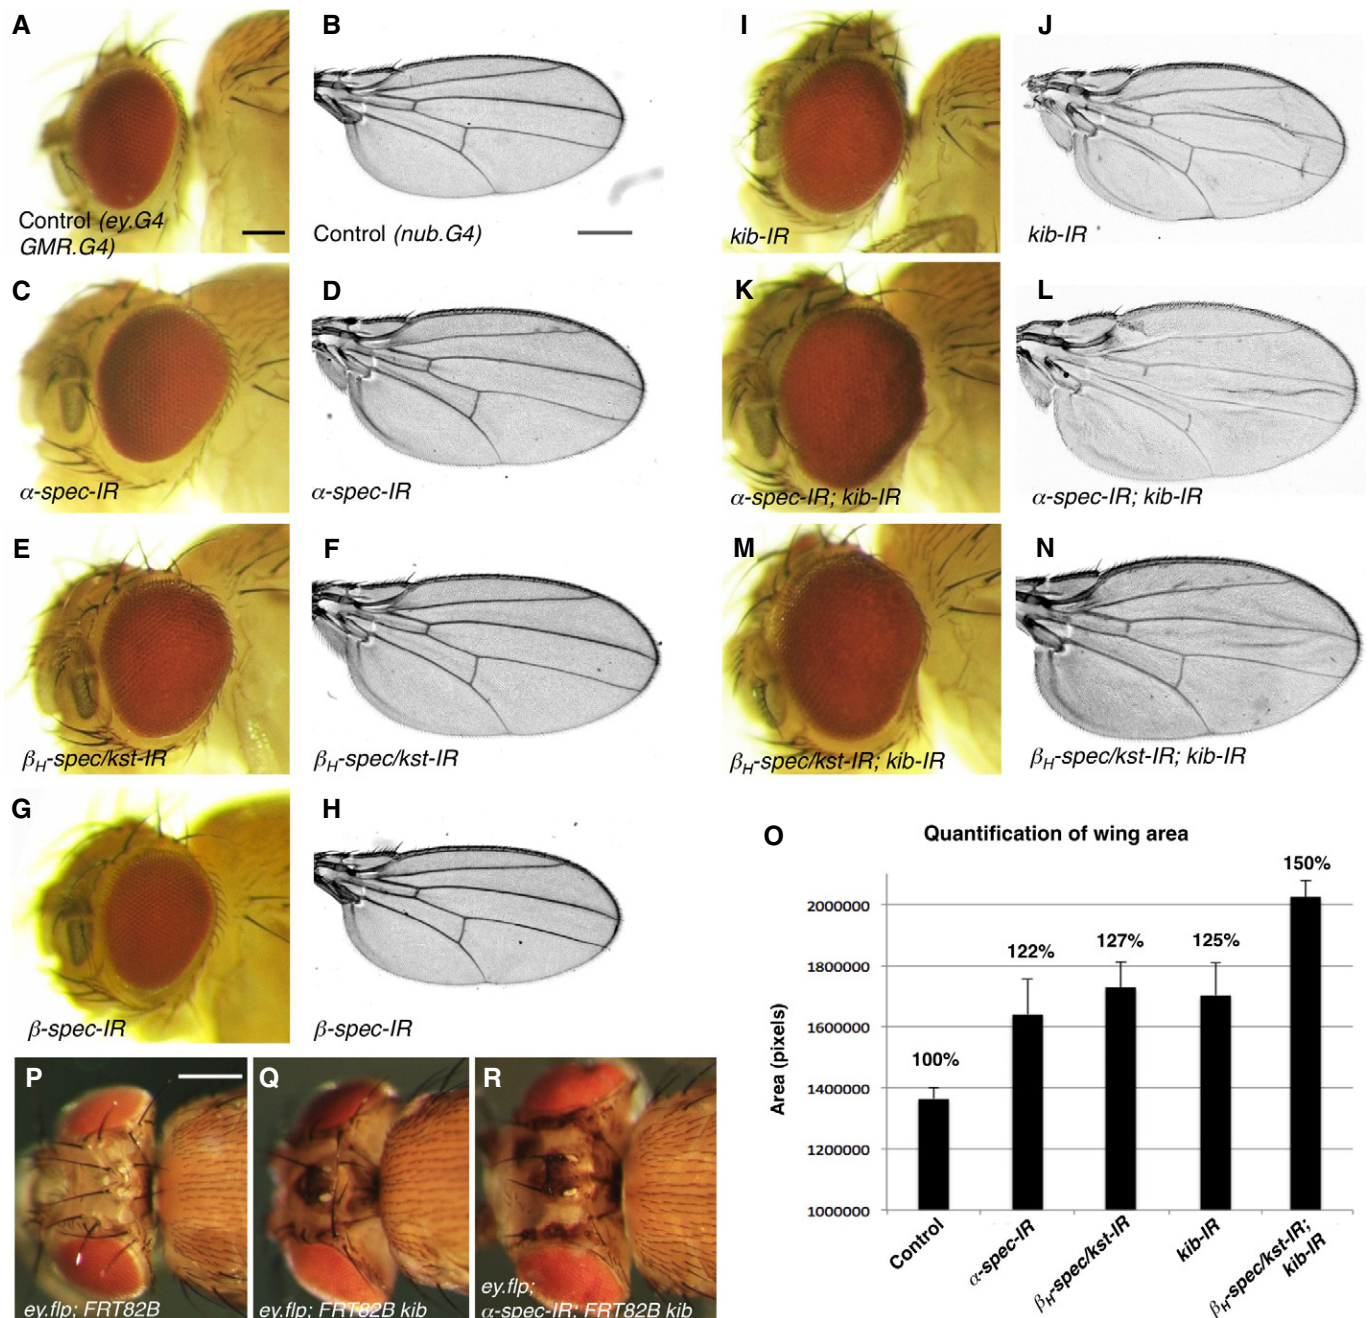 A
B
Control (ey.G4
GMR.G4)
Control (nub.G4)
C
D
α-spec-IR
α-spec-IR
E
F
βH-spec/kst-IR
βH-spec/kst-IR
G
H
β-spec-IR
β-spec-IR
I
J
kib-IR
kib-IR
K
L
α-spec-IR; kib-IR
α-spec-IR; kib-IR
M
N
βH-spec/kst-IR; kib-IR
βH-spec/kst-IR; kib-IR
O
Quantification of wing area
Area (pixels)
2000000
1800000
1600000
1400000
1200000
1000000
100%
122%
127%
125%
150%
Control
α-spec-IR
βH-spec/kst-IR
kib-IR
βH-spec/kst-IR;
kib-IR
P
ey.flp; FRT82B
Q
ey.flp; FRT82B kib
R
ey.flp;
α-spec-IR; FRT82B kib